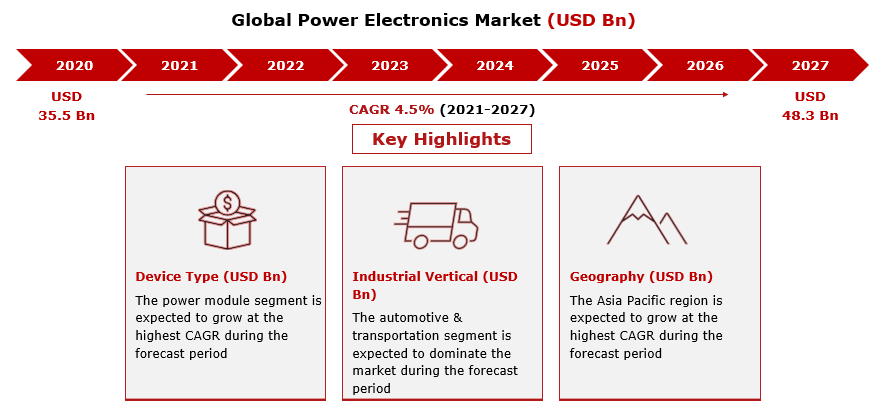 Global Power Electronics Market (USD Bn)
2020 2021 2022 2023 2024 2025 2026 2027
USD
35.5 Bn
USD
48.3 Bn
CAGR 4.5% (2021-2027)
Key Highlights
$
Device Type (USD Bn)
The power module segment is
expected to grow at the
highest CAGR during the
forecast period
Industrial Vertical (USD
Bn)
The automotive &
transportation segment is
expected to dominate the
market during the forecast
period
Geography (USD Bn)
The Asia Pacific region is
expected to grow at the
highest CAGR during the
forecast period